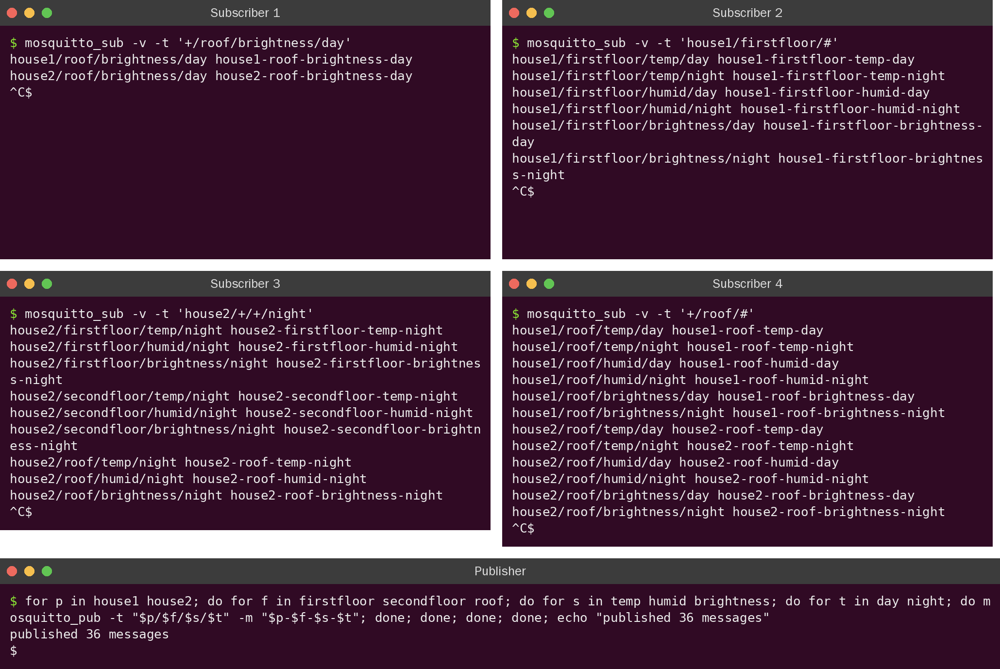 Subscriber 1
$ mosquitto_sub -v -t '+/roof/brightness/day'
house1/roof/brightness/day house1-roof-brightness-day
house2/roof/brightness/day house2-roof-brightness-day
^C$
Subscriber 2
$ mosquitto_sub -v -t 'house1/firstfloor/#'
house1/firstfloor/temp/day house1-firstfloor-temp-day
house1/firstfloor/temp/night house1-firstfloor-temp-night
house1/firstfloor/humid/day house1-firstfloor-humid-day
house1/firstfloor/humid/night house1-firstfloor-humid-night
house1/firstfloor/brightness/day house1-firstfloor-brightness-
day
house1/firstfloor/brightness/night house1-firstfloor-brightnes
s-night
^C$
Subscriber 3
$ mosquitto_sub -v -t 'house2/+/+/night'
house2/firstfloor/temp/night house2-firstfloor-temp-night
house2/firstfloor/humid/night house2-firstfloor-humid-night
house2/firstfloor/brightness/night house2-firstfloor-brightnes
s-night
house2/secondfloor/temp/night house2-secondfloor-temp-night
house2/secondfloor/humid/night house2-secondfloor-humid-night
house2/secondfloor/brightness/night house2-secondfloor-brightn
ess-night
house2/roof/temp/night house2-roof-temp-night
house2/roof/humid/night house2-roof-humid-night
house2/roof/brightness/night house2-roof-brightness-night
^C$
Subscriber 4
$ mosquitto_sub -v -t '+/roof/#'
house1/roof/temp/day house1-roof-temp-day
house1/roof/temp/night house1-roof-temp-night
house1/roof/humid/day house1-roof-humid-day
house1/roof/humid/night house1-roof-humid-night
house1/roof/brightness/day house1-roof-brightness-day
house1/roof/brightness/night house1-roof-brightness-night
house2/roof/temp/day house2-roof-temp-day
house2/roof/temp/night house2-roof-temp-night
house2/roof/humid/day house2-roof-humid-day
house2/roof/humid/night house2-roof-humid-night
house2/roof/brightness/day house2-roof-brightness-day
house2/roof/brightness/night house2-roof-brightness-night
^C$
Publisher
$ for p in house1 house2; do for f in firstfloor secondfloor roof; do for s in temp humid brightness; do for t in day night; do m
osquitto_pub -t "$p/$f/$s/$t" -m "$p-$f-$s-$t"; done; done; done; done; echo "published 36 messages"
published 36 messages
$